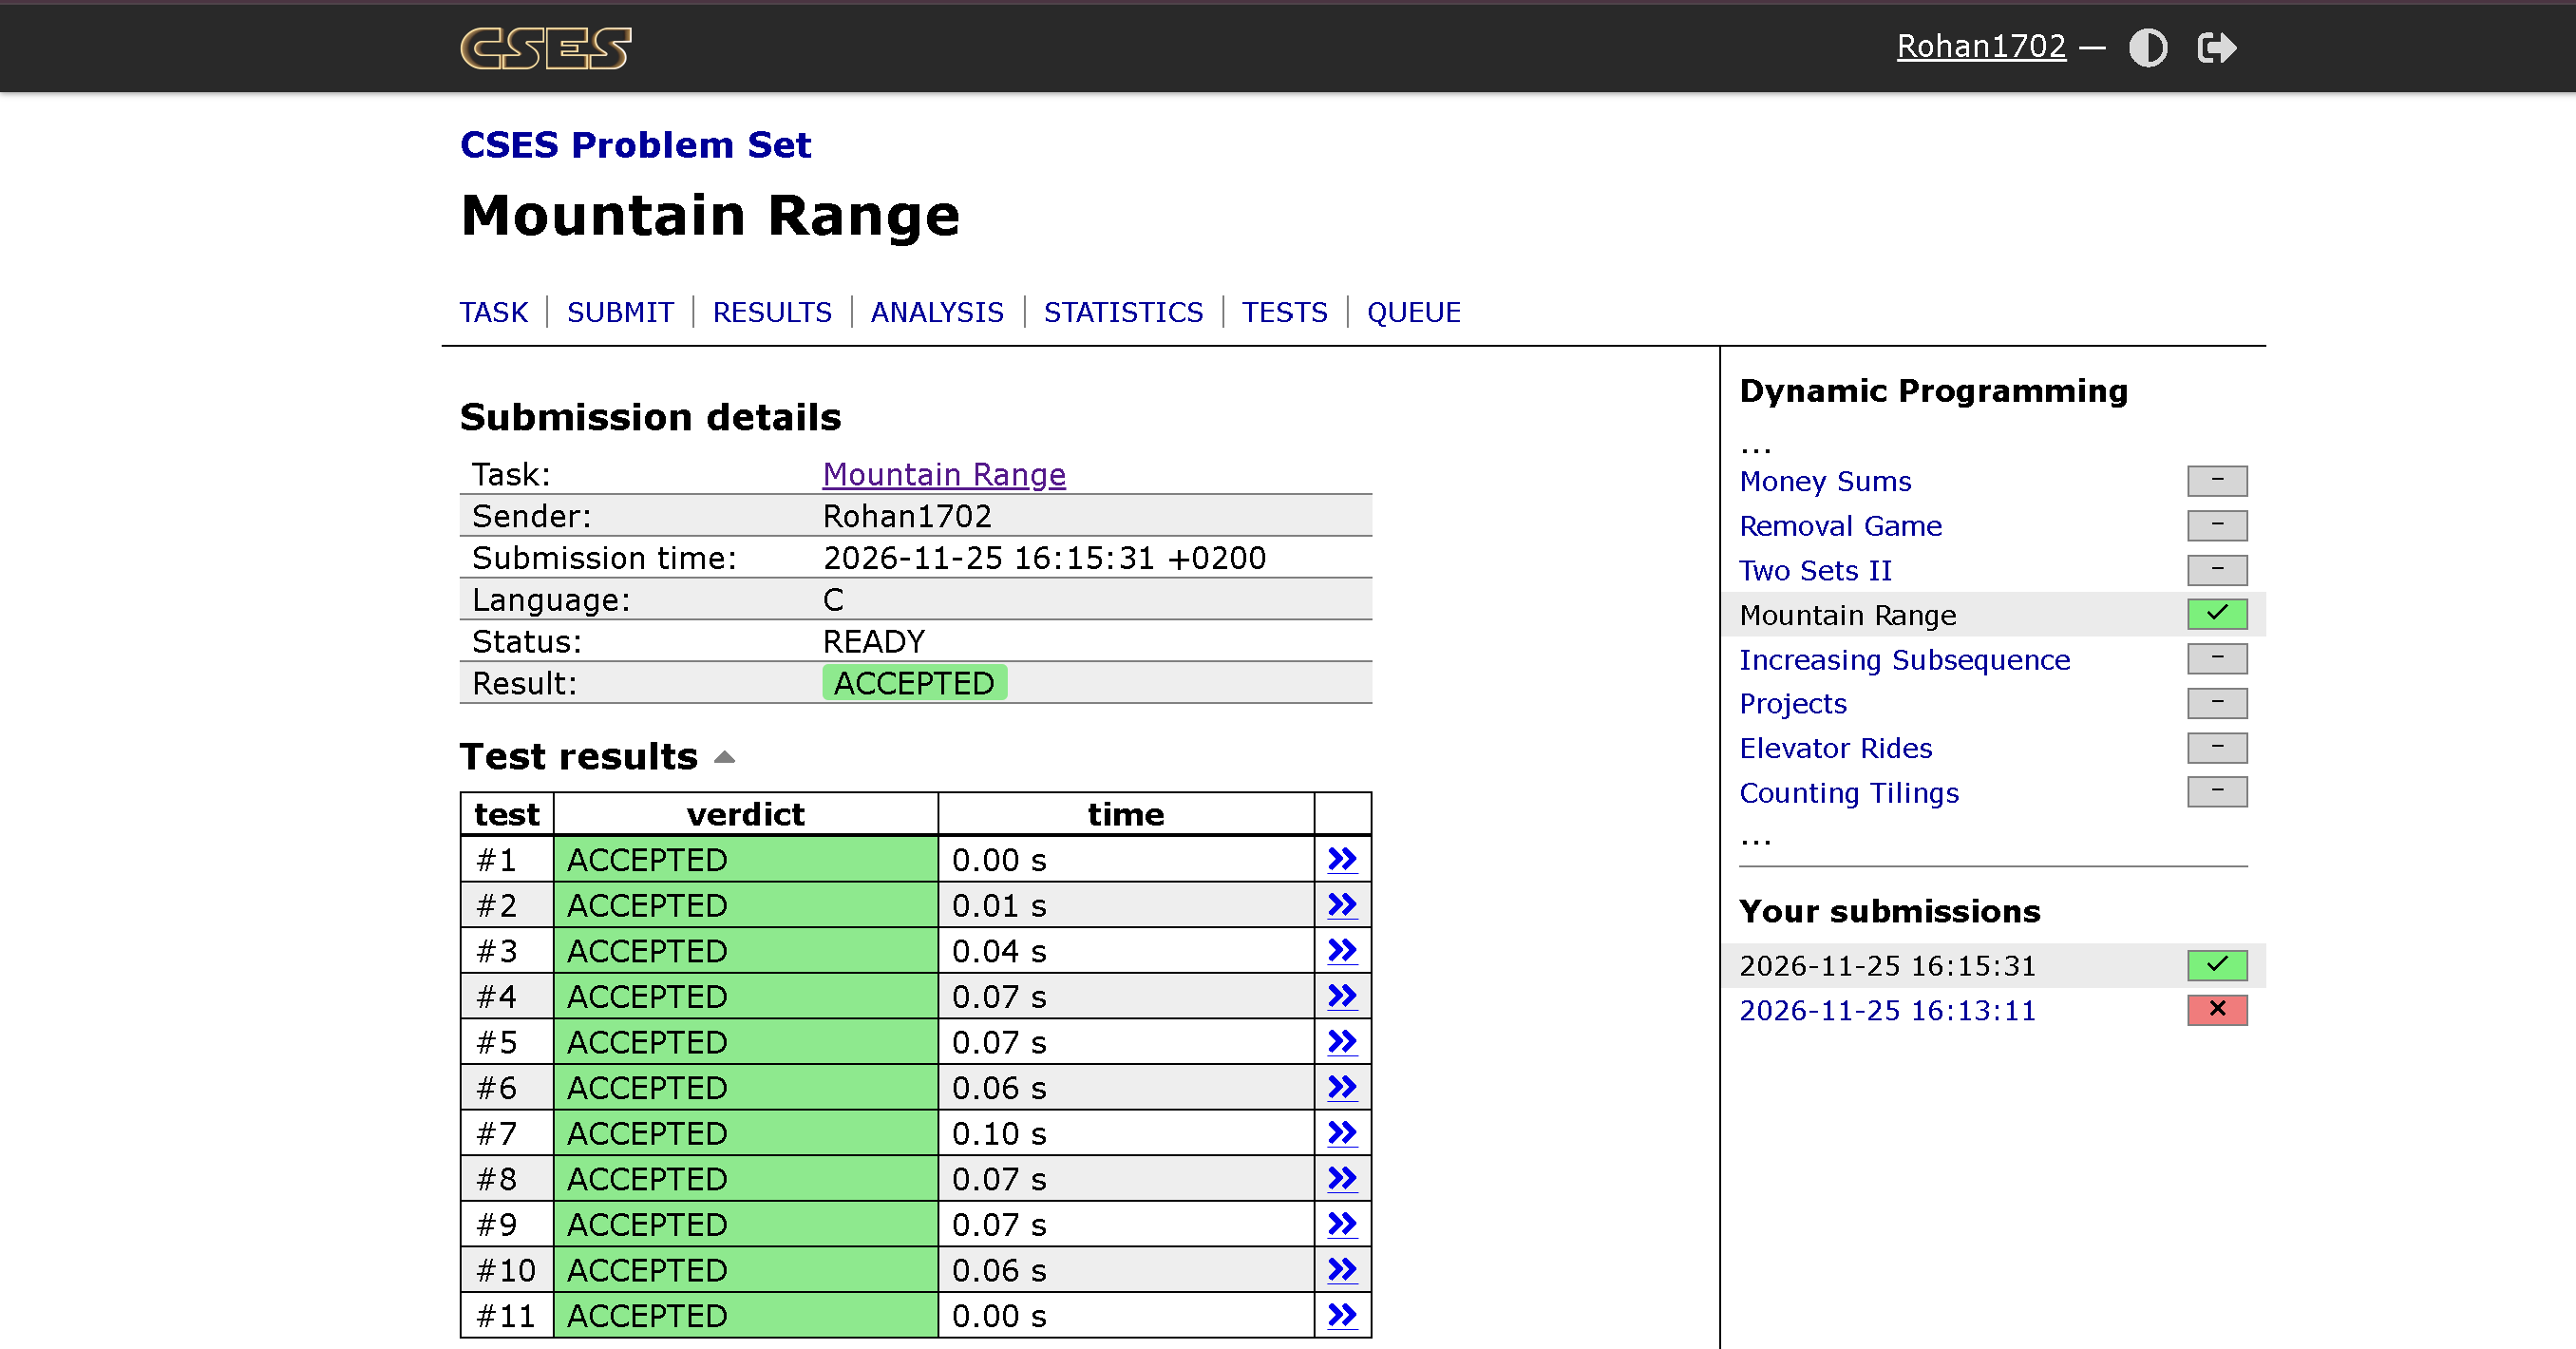 CSES
Rohan1702 —
CSES Problem Set
Mountain Range
TASK | SUBMIT | RESULTS | ANALYSIS | STATISTICS | TESTS | QUEUE
Submission details
Task: Mountain Range
Sender: Rohan1702
Submission time: 2026-11-25 16:15:31 +0200
Language: C
Status: READY
Result: ACCEPTED
Test results
test verdict time
#1 ACCEPTED 0.00 s »
#2 ACCEPTED 0.01 s »
#3 ACCEPTED 0.04 s »
#4 ACCEPTED 0.07 s »
#5 ACCEPTED 0.07 s »
#6 ACCEPTED 0.06 s »
#7 ACCEPTED 0.10 s »
#8 ACCEPTED 0.07 s »
#9 ACCEPTED 0.07 s »
#10 ACCEPTED 0.06 s »
#11 ACCEPTED 0.00 s »
Dynamic Programming
...
Money Sums –
Removal Game –
Two Sets II –
Mountain Range ✓
Increasing Subsequence –
Projects –
Elevator Rides –
Counting Tilings –
...
Your submissions
2026-11-25 16:15:31 ✓
2026-11-25 16:13:11 ×